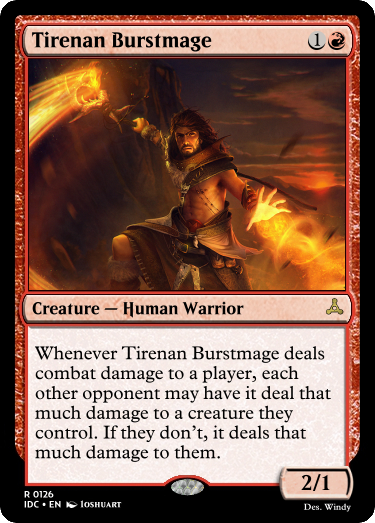 Tirenan Burstmage 1
Creature — Human Warrior
Whenever Tirenan Burstmage deals
combat damage to a player, each
other opponent may have it deal that
much damage to a creature they
control. If they don't, it deals that
much damage to them.
2/1
R 0126
IDC • EN Ioshuart
Des. Windy